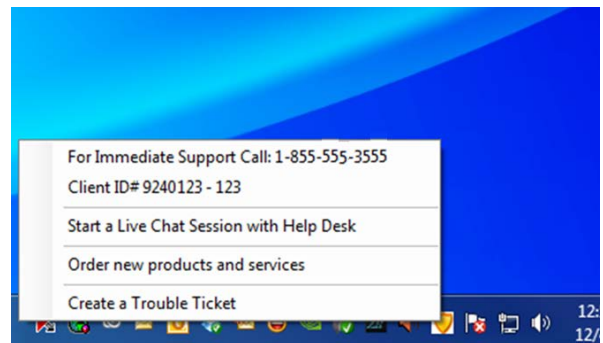 For Immediate Support Call: 1-855-555-3555
Client ID# 9240123 - 123
Start a Live Chat Session with Help Desk
Order new products and services
Create a Trouble Ticket
12:
12/